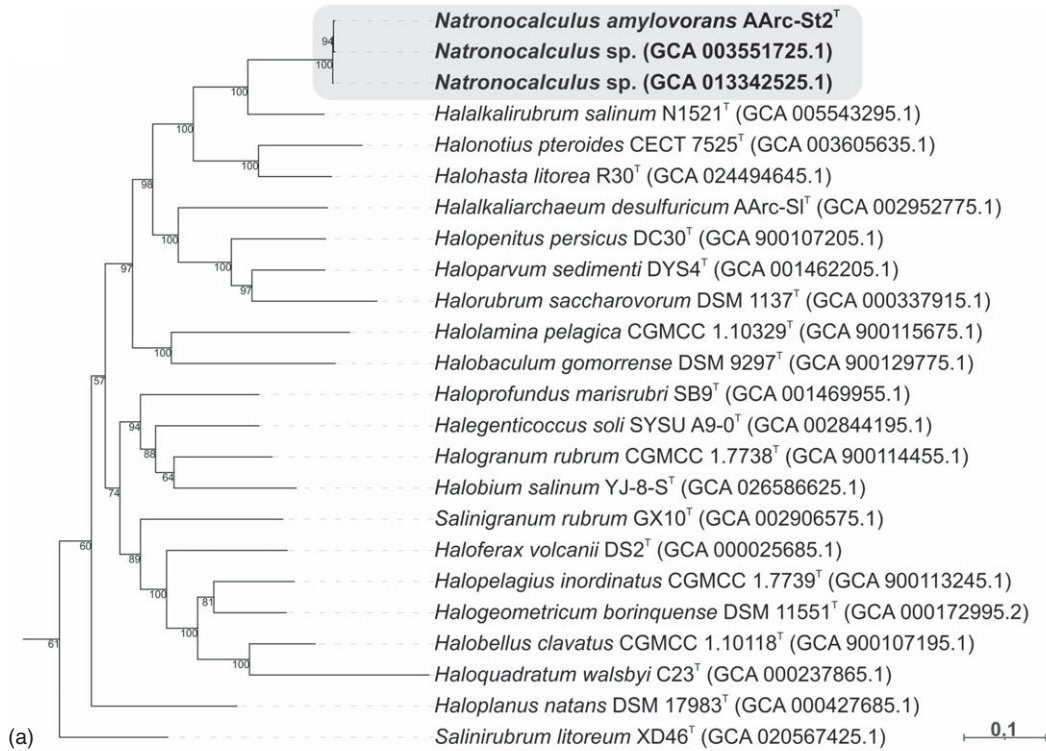 Natronocalculus amylovorans AArc-St2ᵀ
94
Natronocalculus sp. (GCA 003551725.1)
100
Natronocalculus sp. (GCA 013342525.1)
100
Halalkalirubrum salinum N1521ᵀ (GCA 005543295.1)
100
Halonotius pteroides CECT 7525ᵀ (GCA 003605635.1)
100
Halohasta litorea R30ᵀ (GCA 024494645.1)
98
Halalkaliarchaeum desulfuricum AArc-Slᵀ (GCA 002952775.1)
100
Halopenitus persicus DC30ᵀ (GCA 900107205.1)
100
97
Haloparvum sedimenti DYS4ᵀ (GCA 001462205.1)
97
Halorubrum saccharovorum DSM 1137ᵀ (GCA 000337915.1)
Halolamina pelagica CGMCC 1.10329ᵀ (GCA 900115675.1)
100
Halobaculum gomorrense DSM 9297ᵀ (GCA 900129775.1)
57
Haloprofundus marisrubri SB9ᵀ (GCA 001469955.1)
94
Halegenticoccus soli SYSU A9-0ᵀ (GCA 002844195.1)
88
Halogranum rubrum CGMCC 1.7738ᵀ (GCA 900114455.1)
64
Halobium salinum YJ-8-Sᵀ (GCA 026586625.1)
74
Salinigranum rubrum GX10ᵀ (GCA 002906575.1)
60
Haloferax volcanii DS2ᵀ (GCA 000025685.1)
89
Halopelagius inordinatus CGMCC 1.7739ᵀ (GCA 900113245.1)
100
81
Halogeometricum borinquense DSM 11551ᵀ (GCA 000172995.2)
100
Halobellus clavatus CGMCC 1.10118ᵀ (GCA 900107195.1)
61
100
Haloquadratum walsbyi C23ᵀ (GCA 000237865.1)
Haloplanus natans DSM 17983ᵀ (GCA 000427685.1)
(a)
Salinirubrum litoreum XD46ᵀ (GCA 020567425.1)
0.1